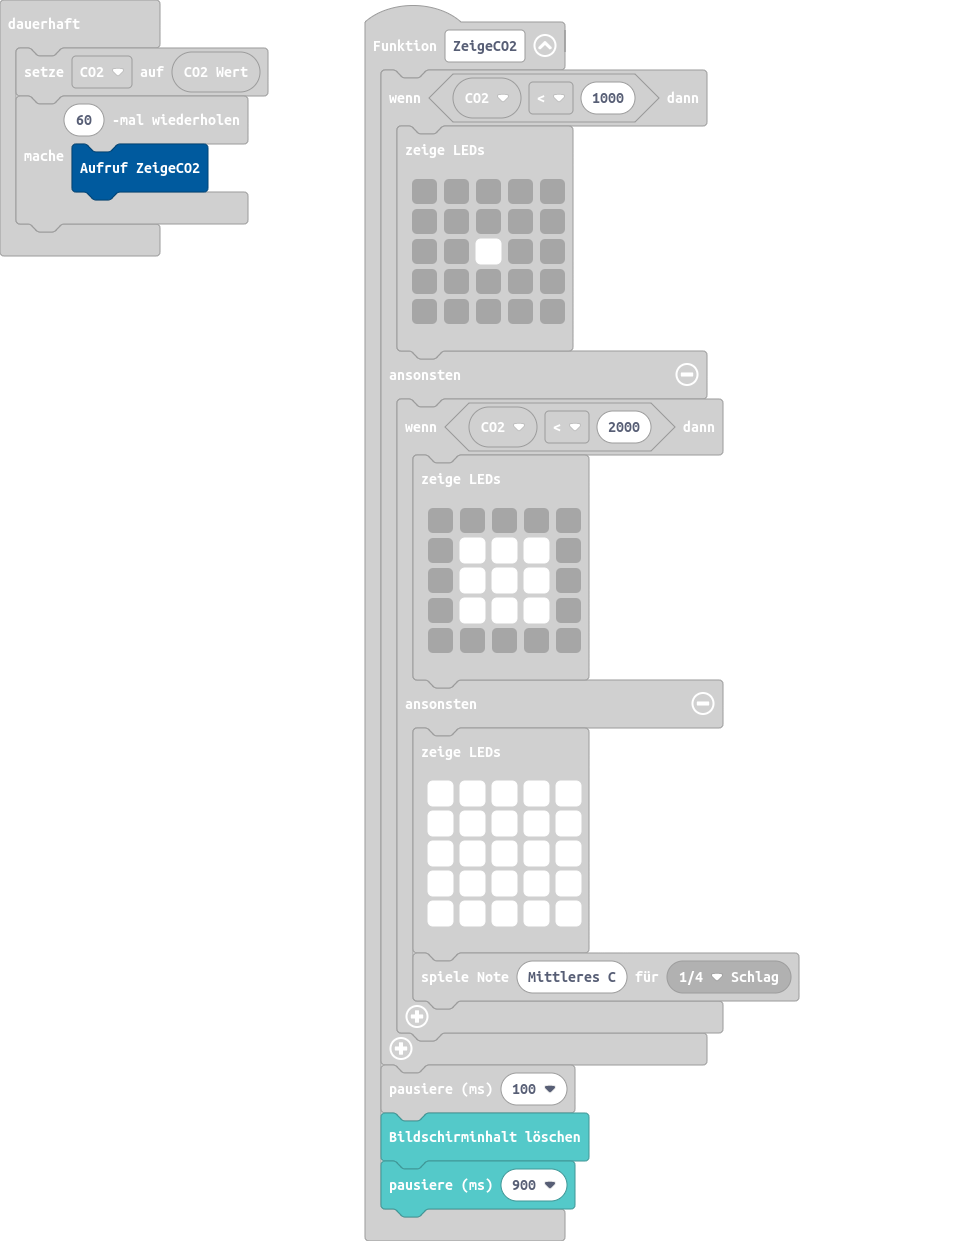 dauerhaft
setze CO2 auf CO2 Wert
60 -mal wiederholen
mache Aufruf ZeigeCO2
Funktion ZeigeCO2
wenn CO2 < 1000 dann
zeige LEDs
ansonsten
wenn CO2 < 2000 dann
zeige LEDs
ansonsten
zeige LEDs
spiele Note Mittleres C für 1/4 Schlag
pausiere (ms) 100
Bildschirminhalt löschen
pausiere (ms) 900